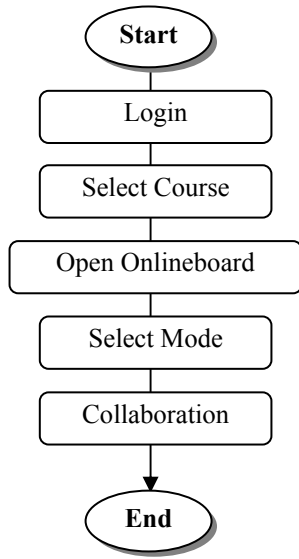 Start
Login
Select Course
Open Onlineboard
Select Mode
Collaboration
End